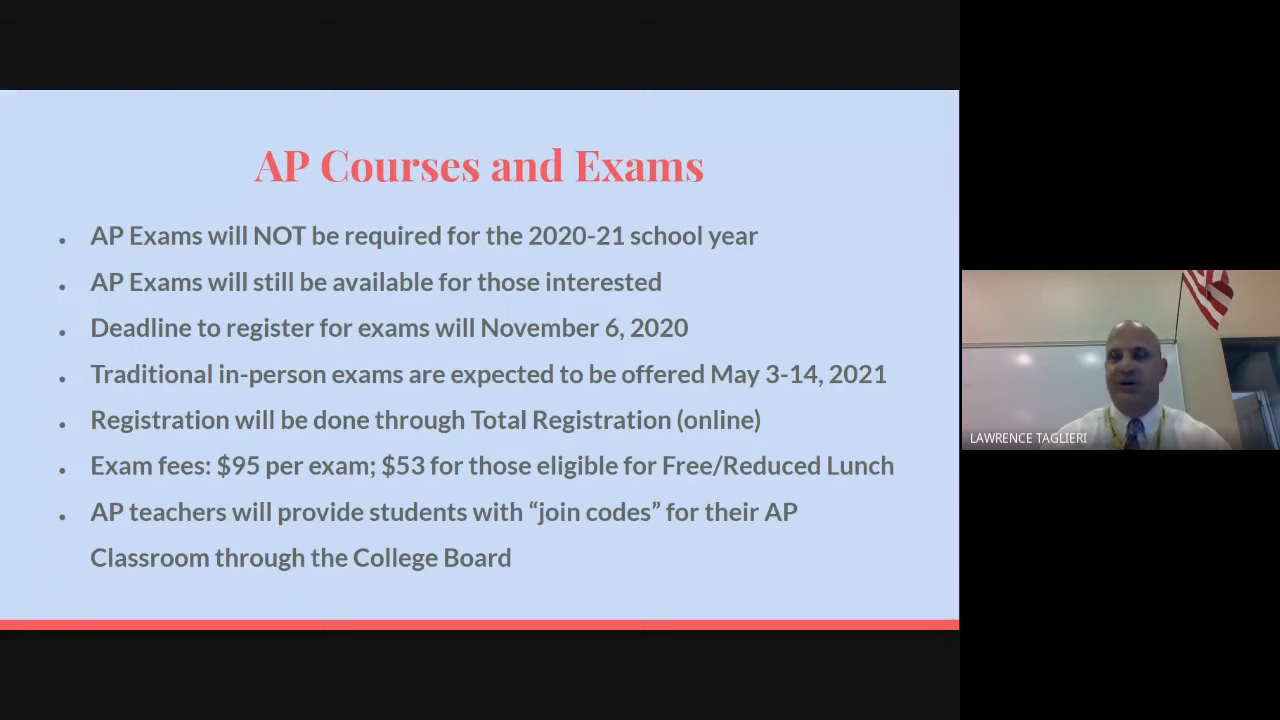 AP Courses and Exams
• AP Exams will NOT be required for the 2020-21 school year
• AP Exams will still be available for those interested
• Deadline to register for exams will November 6, 2020
• Traditional in-person exams are expected to be offered May 3-14, 2021
• Registration will be done through Total Registration (online)
• Exam fees: $95 per exam; $53 for those eligible for Free/Reduced Lunch
• AP teachers will provide students with “join codes” for their AP
Classroom through the College Board
LAWRENCE TAGLIERI